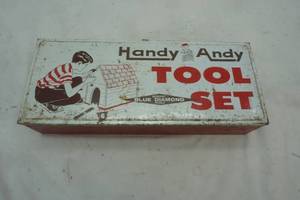 Handy Andy
TOOL
SET
BLUE DIAMOND